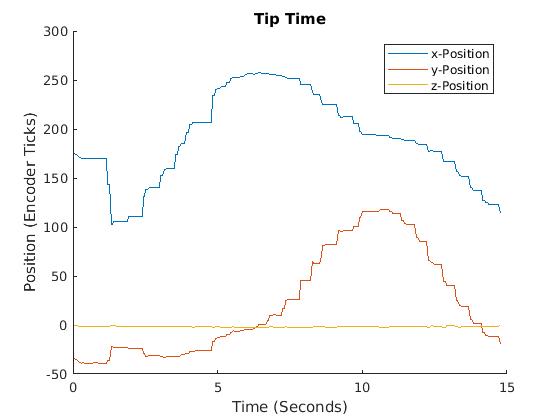 Tip Time
300
250
200
150
100
50
0
-50
Position (Encoder Ticks)
x-Position
y-Position
z-Position
0
5
10
15
Time (Seconds)